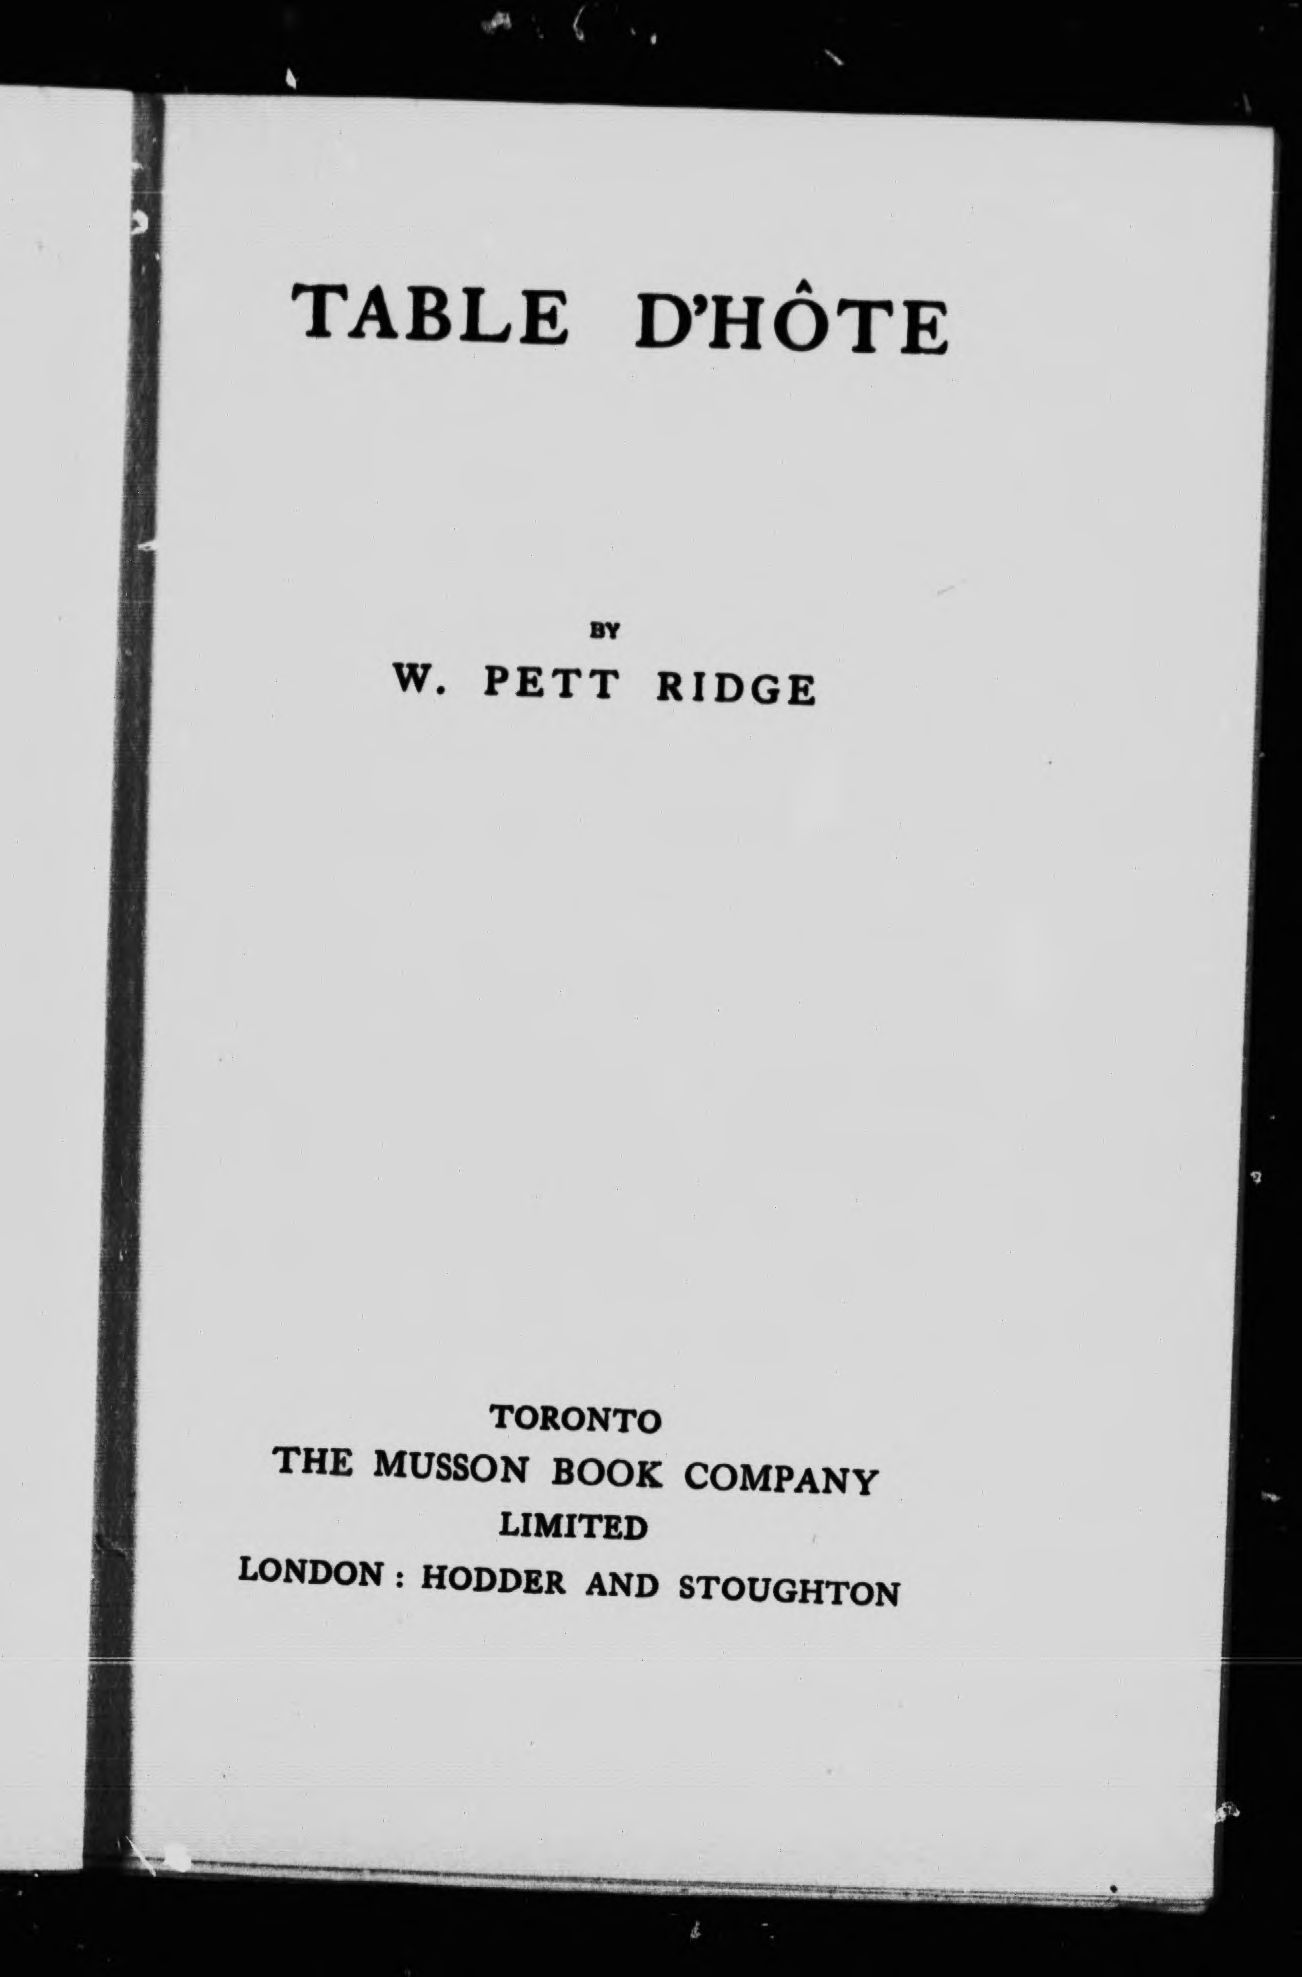 TABLE D'HÔTE
BY
W. PETT RIDGE
TORONTO
THE MUSSON BOOK COMPANY
LIMITED
LONDON : HODDER AND STOUGHTON